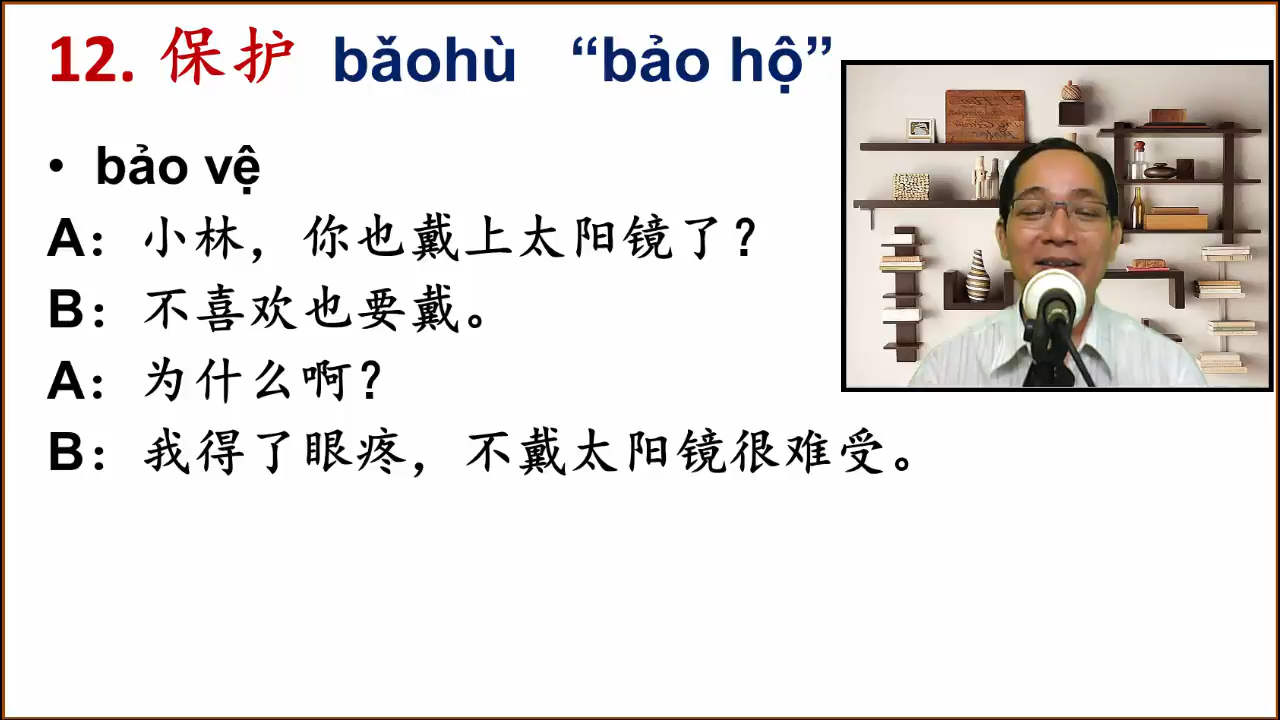 12. 保护 bǎohù “bảo hộ”
• bảo vệ
A：小林，你也戴上太阳镜了？
B：不喜欢也要戴。
A：为什么啊？
B：我得了眼疼，不戴太阳镜很难受。